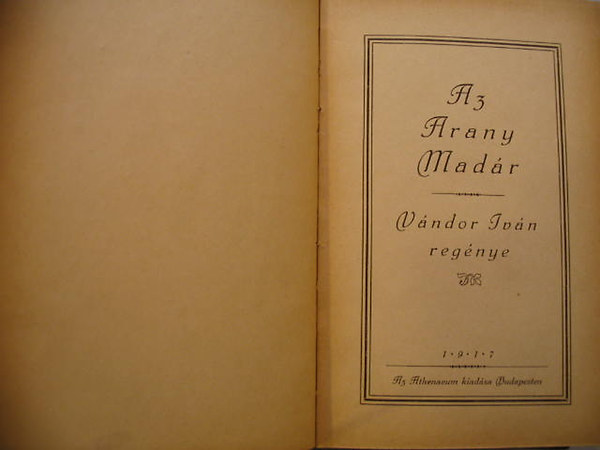 Az
Arany
Madár
Vándor Iván
regénye
1•9•1•7
Az Athenaeum kiadása Budapesten